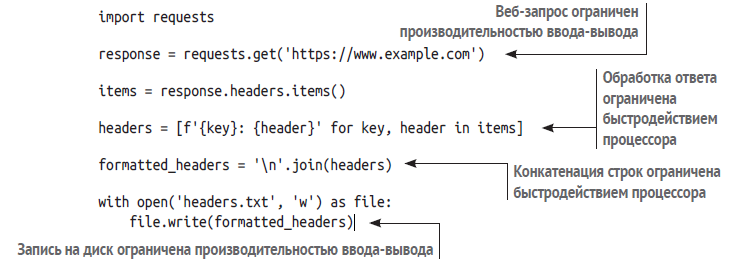 import requests
Веб-запрос ограничен
производительностью ввода-вывода
response = requests.get('https://www.example.com')
items = response.headers.items()
Обработка ответа
ограничена
быстродействием
процессора
headers = [f'{key}: {header}' for key, header in items]
formatted_headers = '\n'.join(headers)
Конкатенация строк ограничена
быстродействием процессора
with open('headers.txt', 'w') as file:
    file.write(formatted_headers)
Запись на диск ограничена производительностью ввода-вывода